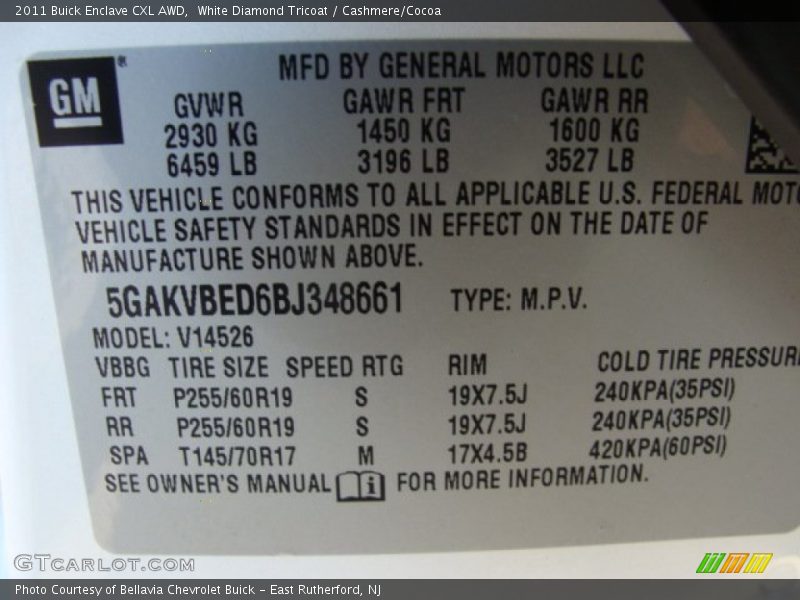 2011 Buick Enclave CXL AWD, White Diamond Tricoat / Cashmere/Cocoa
MFD BY GENERAL MOTORS LLC
GM
GVWR GAWR FRT GAWR RR
2930 KG 1450 KG 1600 KG
6459 LB 3196 LB 3527 LB
THIS VEHICLE CONFORMS TO ALL APPLICABLE U.S. FEDERAL MOTO
VEHICLE SAFETY STANDARDS IN EFFECT ON THE DATE OF
MANUFACTURE SHOWN ABOVE.
5GAKVBED6BJ348661 TYPE: M.P.V.
MODEL: V14526
VBBG TIRE SIZE SPEED RTG RIM COLD TIRE PRESSURE
FRT P255/60R19 S 19X7.5J 240KPA(35PSI)
RR P255/60R19 S 19X7.5J 240KPA(35PSI)
SPA T145/70R17 M 17X4.5B 420KPA(60PSI)
SEE OWNER'S MANUAL i FOR MORE INFORMATION.
GTCARLOT.COM
Photo Courtesy of Bellavia Chevrolet Buick – East Rutherford, NJ